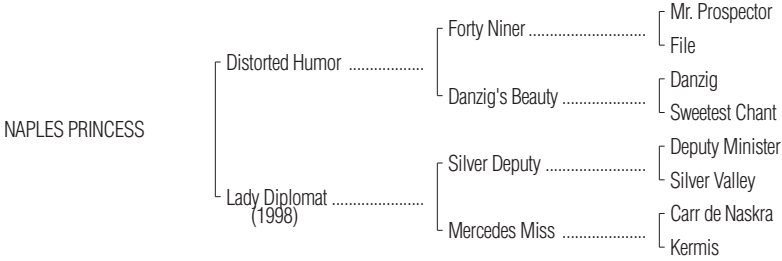 Mr. Prospector
Forty Niner ............................
File
Distorted Humor ..................
Danzig
Danzig's Beauty ....................
Sweetest Chant
NAPLES PRINCESS
Deputy Minister
Silver Deputy ........................
Silver Valley
Lady Diplomat ......................
(1998)
Carr de Naskra
Mercedes Miss ....................
Kermis